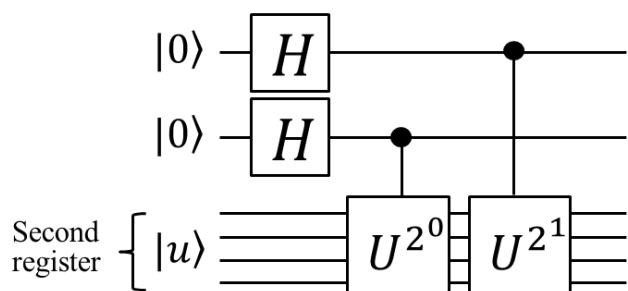 |0⟩ H
|0⟩ H
Second
register
|u⟩ U^{2^0} U^{2^1}